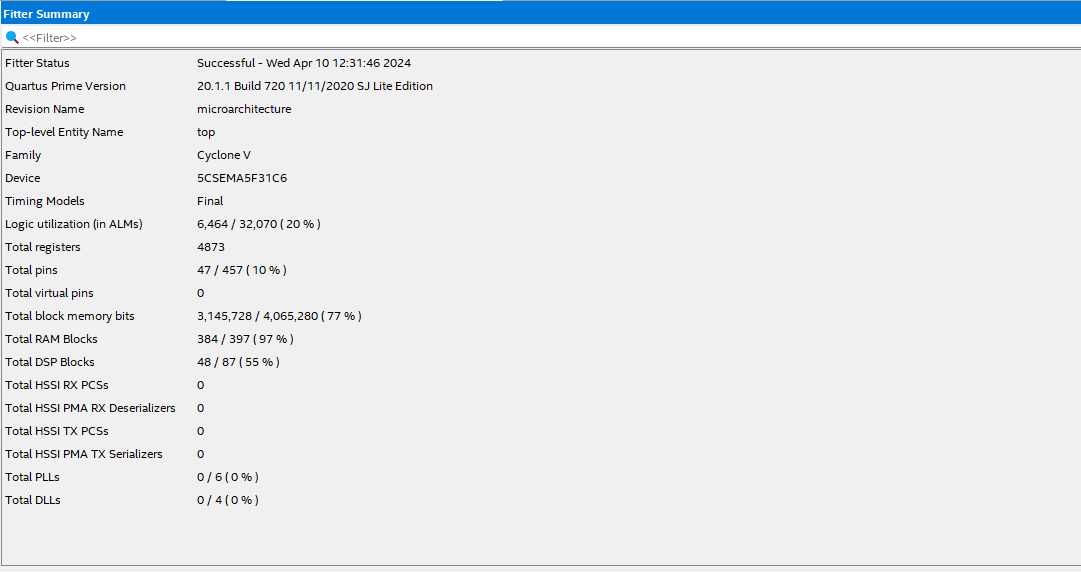 Fitter Summary
<<Filter>>
Fitter Status Successful - Wed Apr 10 12:31:46 2024
Quartus Prime Version 20.1.1 Build 720 11/11/2020 SJ Lite Edition
Revision Name microarchitecture
Top-level Entity Name top
Family Cyclone V
Device 5CSEMA5F31C6
Timing Models Final
Logic utilization (in ALMs) 6,464 / 32,070 ( 20 % )
Total registers 4873
Total pins 47 / 457 ( 10 % )
Total virtual pins 0
Total block memory bits 3,145,728 / 4,065,280 ( 77 % )
Total RAM Blocks 384 / 397 ( 97 % )
Total DSP Blocks 48 / 87 ( 55 % )
Total HSSI RX PCSs 0
Total HSSI PMA RX Deserializers 0
Total HSSI TX PCSs 0
Total HSSI PMA TX Serializers 0
Total PLLs 0 / 6 ( 0 % )
Total DLLs 0 / 4 ( 0 % )